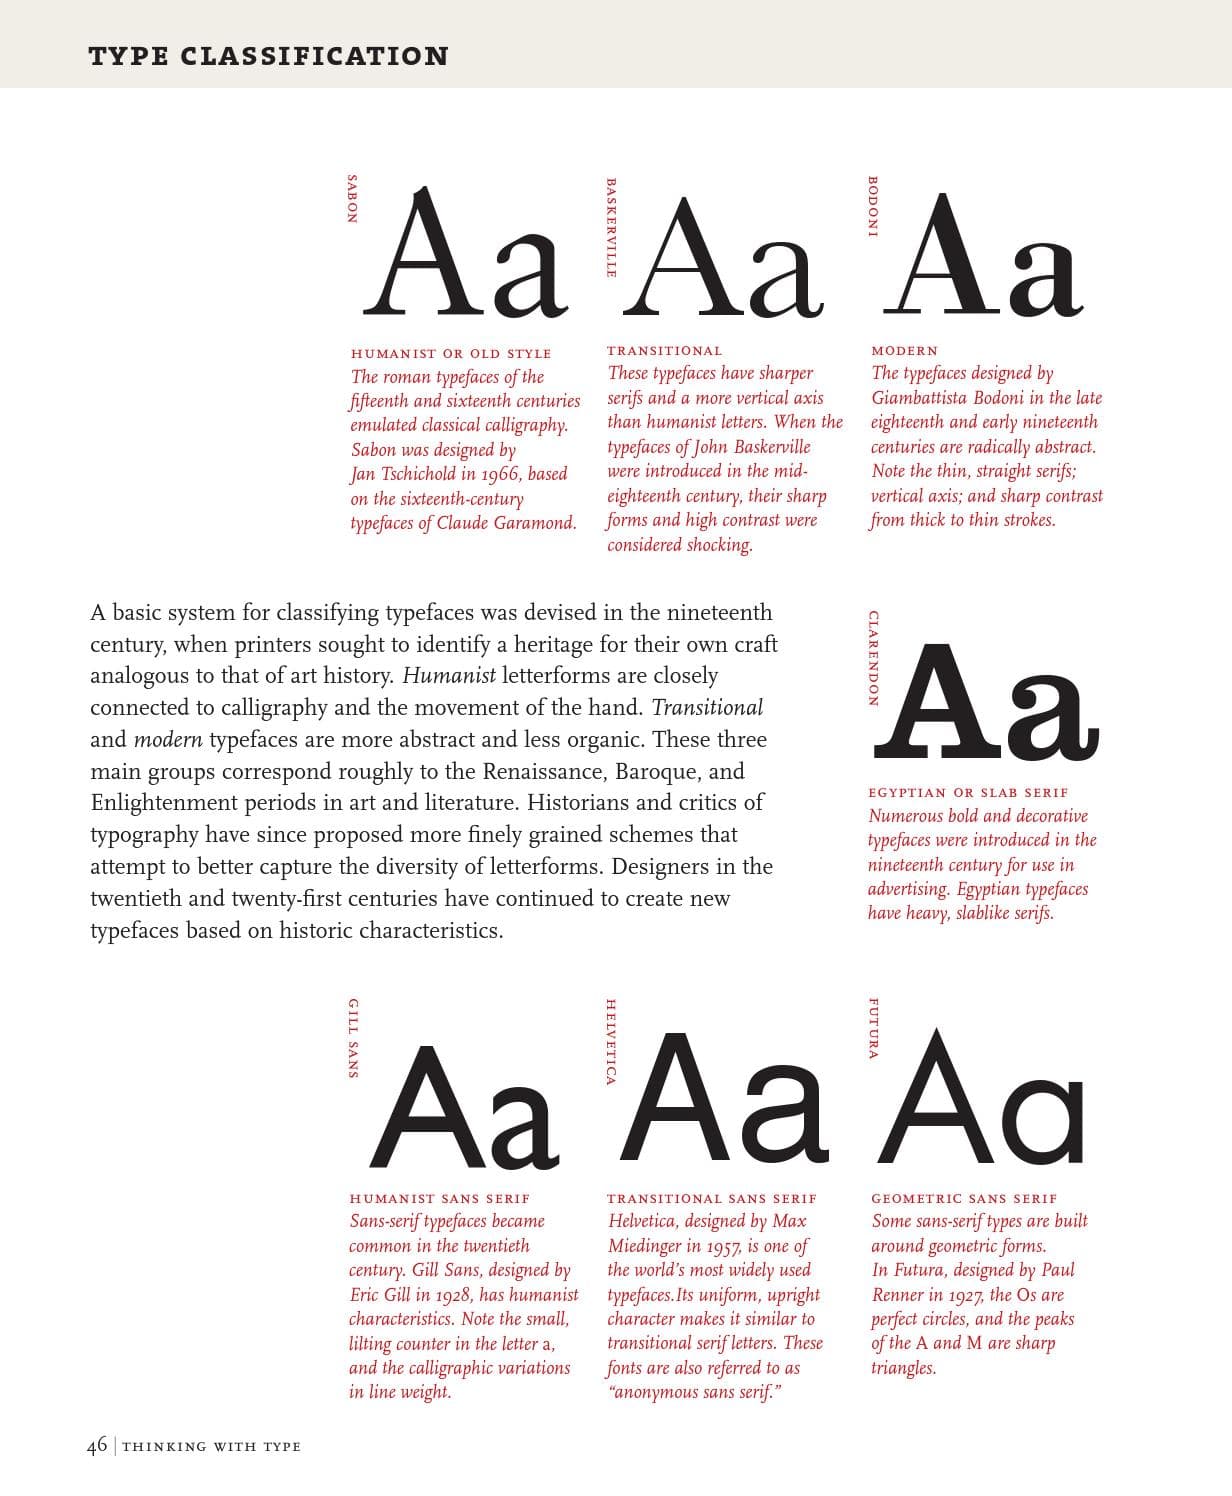 TYPE CLASSIFICATION
SABON
Aa
HUMANIST OR OLD STYLE
The roman typefaces of the
fifteenth and sixteenth centuries
emulated classical calligraphy.
Sabon was designed by
Jan Tschichold in 1966, based
on the sixteenth-century
typefaces of Claude Garamond.
BASKERVILLE
Aa
TRANSITIONAL
These typefaces have sharper
serifs and a more vertical axis
than humanist letters. When the
typefaces of John Baskerville
were introduced in the mid-
eighteenth century, their sharp
forms and high contrast were
considered shocking.
BODONI
Aa
MODERN
The typefaces designed by
Giambattista Bodoni in the late
eighteenth and early nineteenth
centuries are radically abstract.
Note the thin, straight serifs;
vertical axis; and sharp contrast
from thick to thin strokes.
A basic system for classifying typefaces was devised in the nineteenth
century, when printers sought to identify a heritage for their own craft
analogous to that of art history. Humanist letterforms are closely
connected to calligraphy and the movement of the hand. Transitional
and modern typefaces are more abstract and less organic. These three
main groups correspond roughly to the Renaissance, Baroque, and
Enlightenment periods in art and literature. Historians and critics of
typography have since proposed more finely grained schemes that
attempt to better capture the diversity of letterforms. Designers in the
twentieth and twenty-first centuries have continued to create new
typefaces based on historic characteristics.
CLARENDON
Aa
EGYPTIAN OR SLAB SERIF
Numerous bold and decorative
typefaces were introduced in the
nineteenth century for use in
advertising. Egyptian typefaces
have heavy, slablike serifs.
GILL SANS
Aa
HUMANIST SANS SERIF
Sans-serif typefaces became
common in the twentieth
century. Gill Sans, designed by
Eric Gill in 1928, has humanist
characteristics. Note the small,
lilting counter in the letter a,
and the calligraphic variations
in line weight.
HELVETICA
Aa
TRANSITIONAL SANS SERIF
Helvetica, designed by Max
Miedinger in 1957, is one of
the world's most widely used
typefaces.Its uniform, upright
character makes it similar to
transitional serif letters. These
fonts are also referred to as
“anonymous sans serif.”
FUTURA
Aa
GEOMETRIC SANS SERIF
Some sans-serif types are built
around geometric forms.
In Futura, designed by Paul
Renner in 1927, the Os are
perfect circles, and the peaks
of the A and M are sharp
triangles.
46 | THINKING WITH TYPE